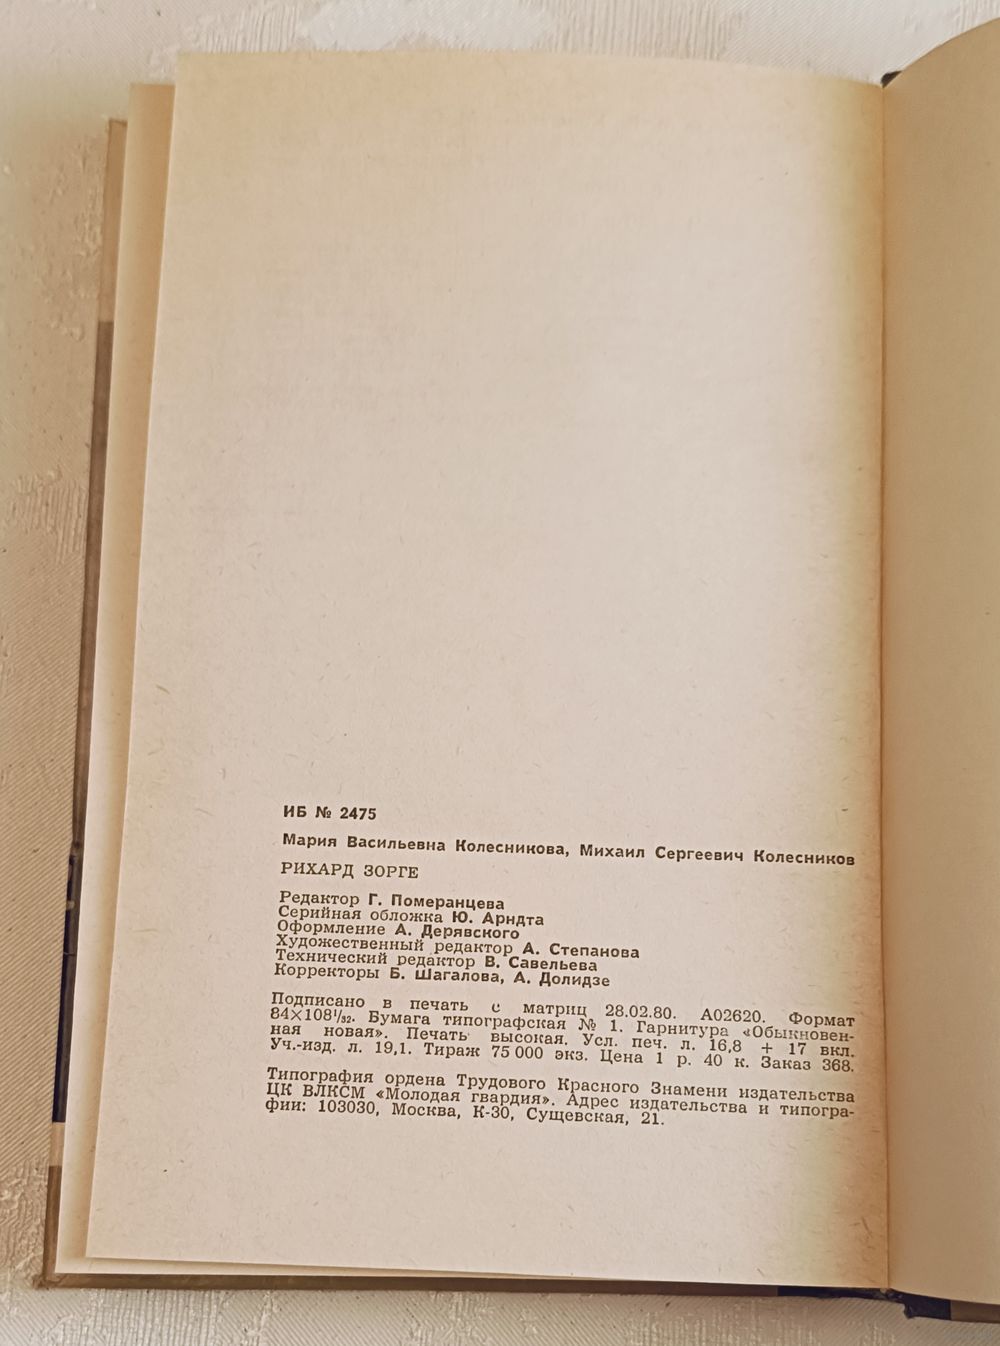 ИБ № 2475
Мария Васильевна Колесникова, Михаил Сергеевич Колесников
РИХАРД ЗОРГЕ
Редактор Г. Померанцева
Серийная обложка Ю. Арндта
Оформление А. Дерявского
Художественный редактор А. Степанова
Технический редактор В. Савельева
Корректоры Б. Шагалова, А. Долидзе
Подписано в печать с матриц 28.02.80. А02620. Формат
84×108¹/₃₂. Бумага типографская № 1. Гарнитура «Обыкновен-
ная новая». Печать высокая. Усл. печ. л. 16,8 + 17 вкл.
Уч.-изд. л. 19,1. Тираж 75 000 экз. Цена 1 р. 40 к. Заказ 368.
Типография ордена Трудового Красного Знамени издательства
ЦК ВЛКСМ «Молодая гвардия». Адрес издательства и типогра-
фии: 103030, Москва, К-30, Сущевская, 21.